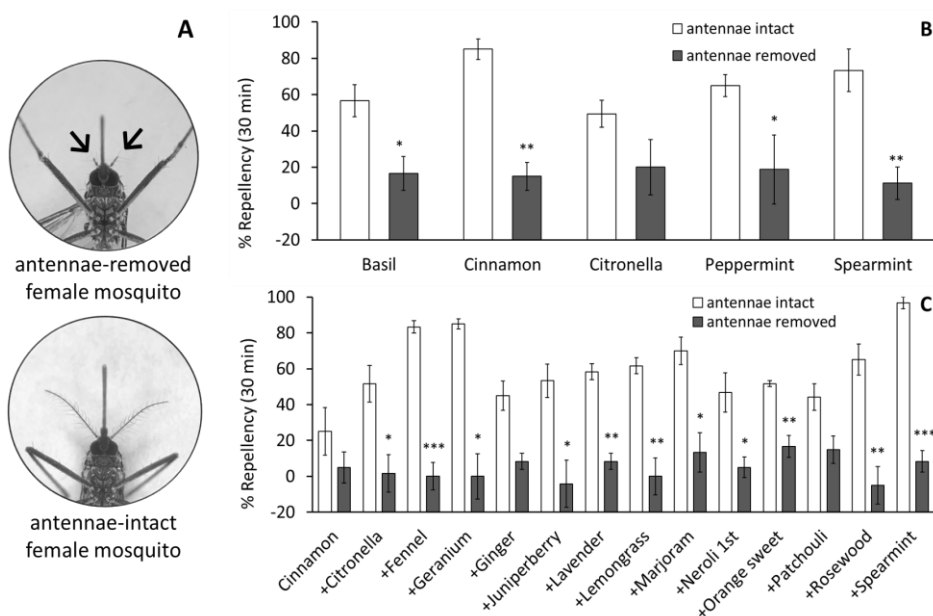 A
antennae-removed
female mosquito
antennae-intact
female mosquito
B
antennae intact
antennae removed
% Repellency (30 min)
100
80
60
40
20
0
-20
* ** * **
Basil Cinnamon Citronella Peppermint Spearmint
C
antennae intact
antennae removed
% Repellency (30 min)
100
80
60
40
20
0
-20
* *** * * ** ** * * ** ** ***
Cinnamon
+Citronella
+Fennel
+Geranium
+Ginger
+Juniperberry
+Lavender
+Lemongrass
+Marjoram
+Neroli 1st
+Orange sweet
+Patchouli
+Rosewood
+Spearmint